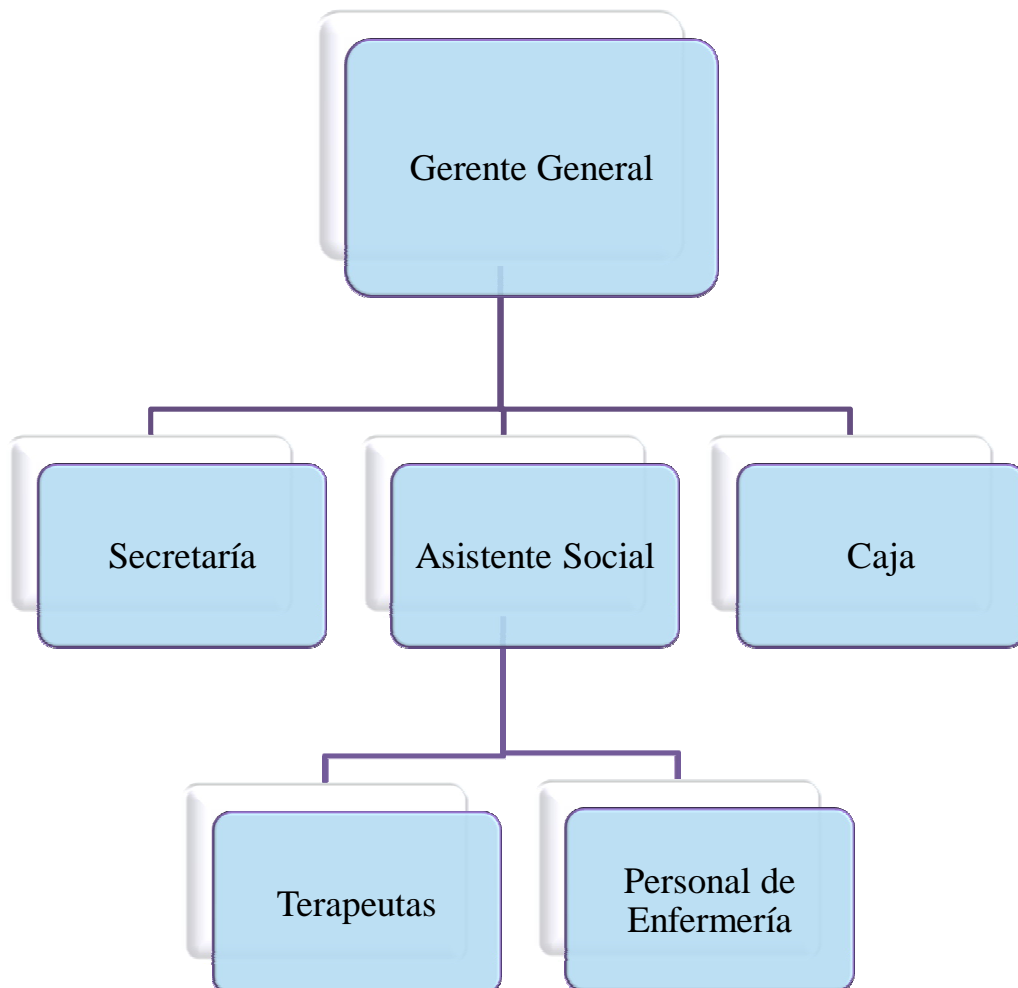 Gerente General
Secretaría
Asistente Social
Caja
Terapeutas
Personal de
Enfermería